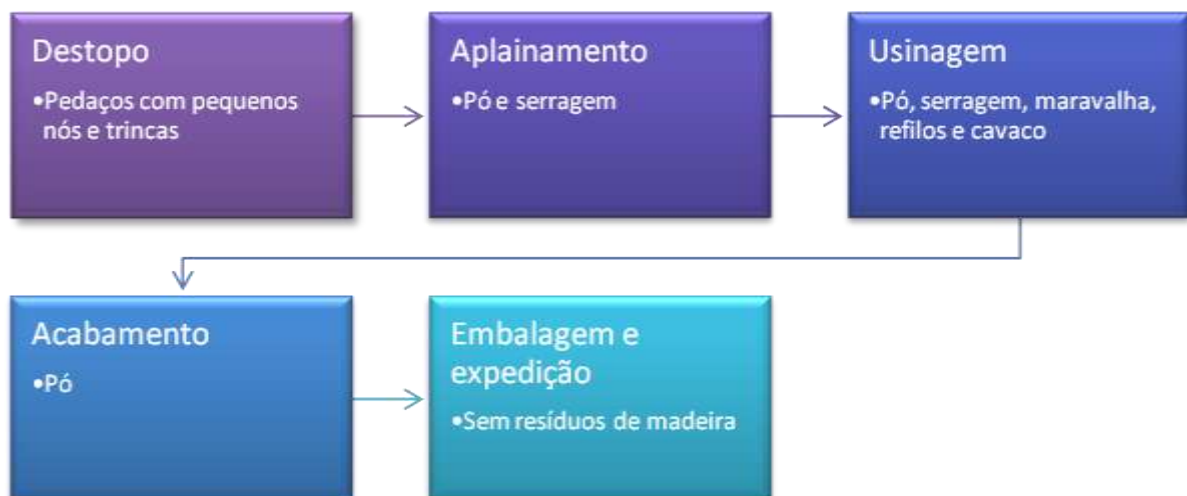 Destopo
•Pedaços com pequenos
nós e trincas
Aplainamento
•Pó e serragem
Usinagem
•Pó, serragem, maravalha,
refilos e cavaco
Acabamento
•Pó
Embalagem e
expedição
•Sem resíduos de madeira